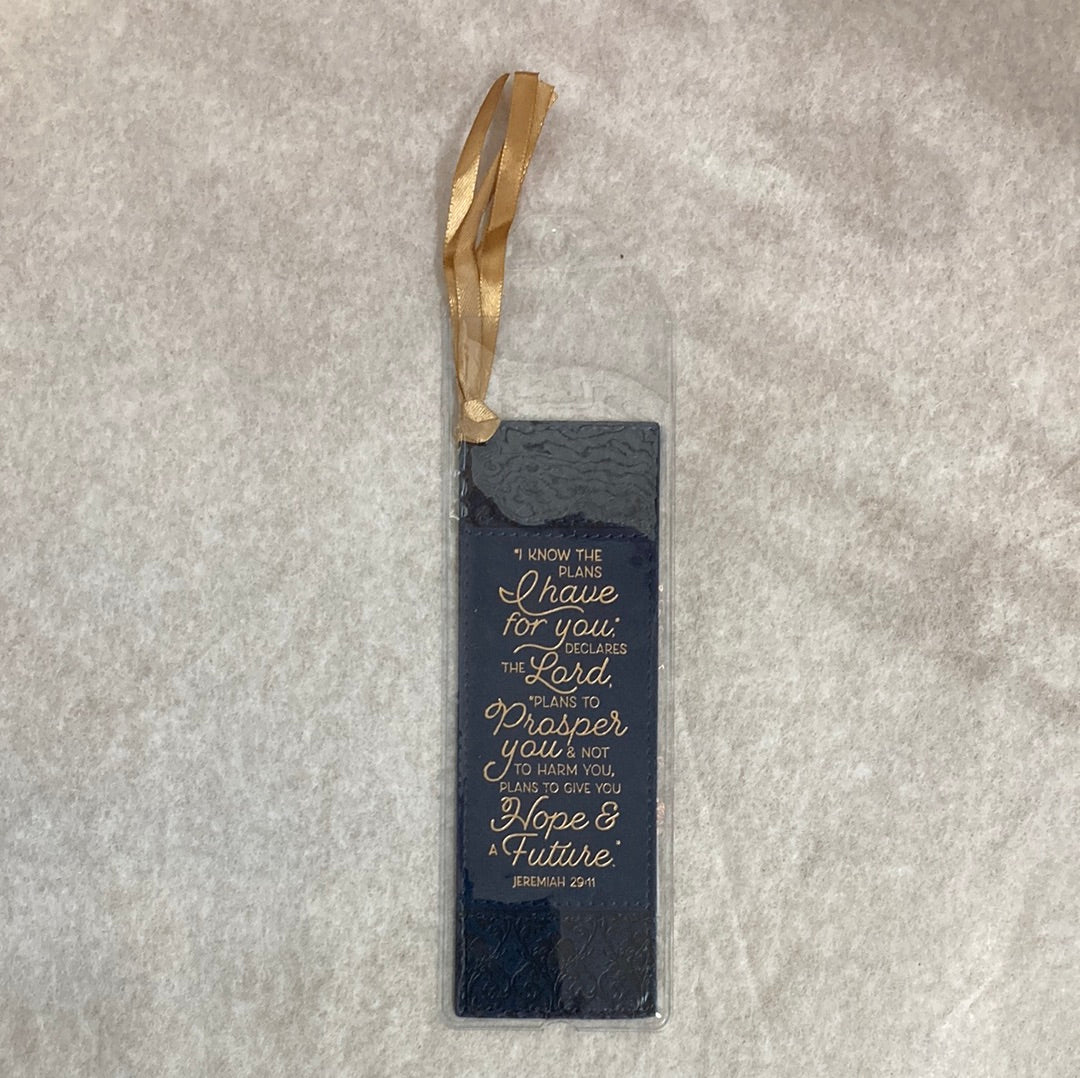 "I KNOW THE
PLANS
I have
for you,"
DECLARES
THE Lord,
"PLANS TO
Prosper
you & NOT
TO HARM YOU,
PLANS TO GIVE YOU
Hope &
A Future."
JEREMIAH 29:11